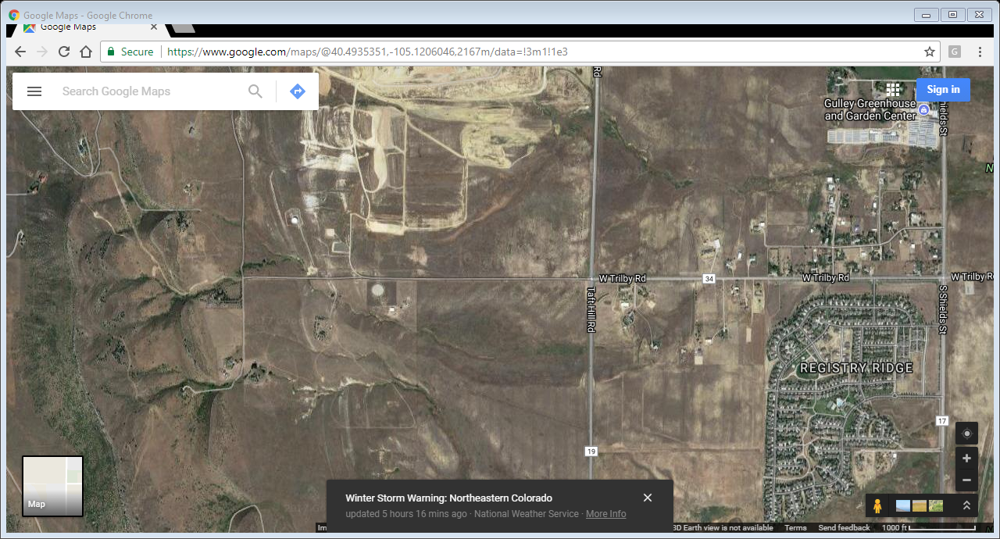 Google Maps - Google Chrome
Google Maps
Secure
https://www.google.com/maps/@40.4935351,-105.1206046,2167m/data=!3m1!1e3
G
Search Google Maps
Sign in
Rd
Gulley Greenhouse
and Garden Center
Shields St
N
W Trilby Rd
34
W Trilby Rd
W Trilby R
Taft Hill Rd
S Shields St
REGISTRY RIDGE
17
19
Map
Winter Storm Warning: Northeastern Colorado
updated 5 hours 16 mins ago · National Weather Service · More Info
Im
3D Earth view is not available
Terms
Send feedback
1000 ft